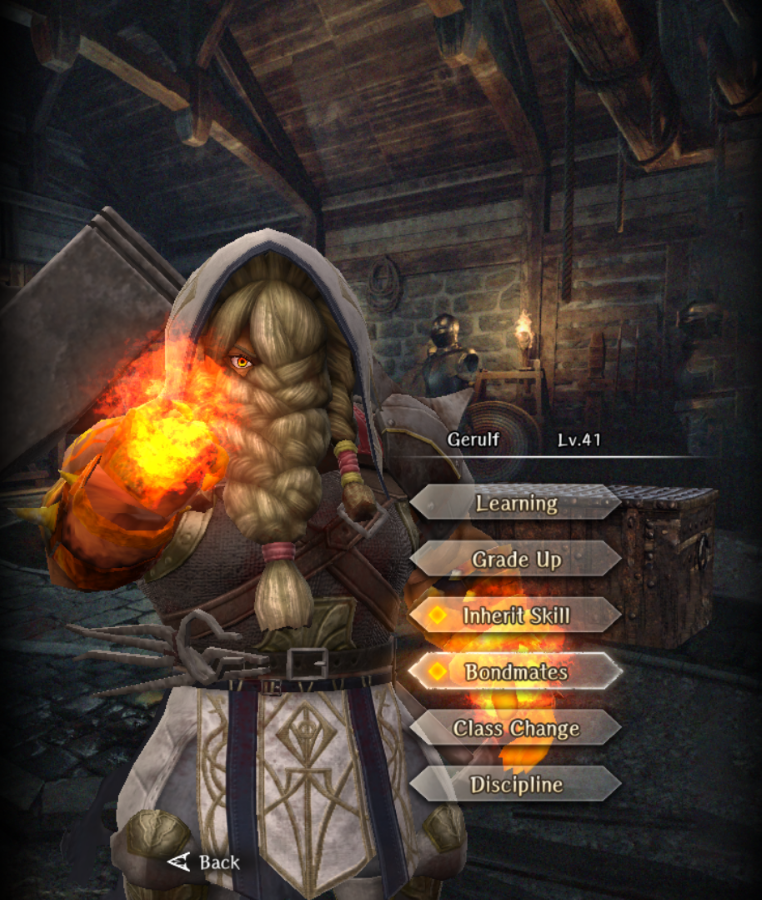 Gerulf Lv.41
Learning
Grade Up
Inherit Skill
Bondmates
Class Change
Discipline
Back